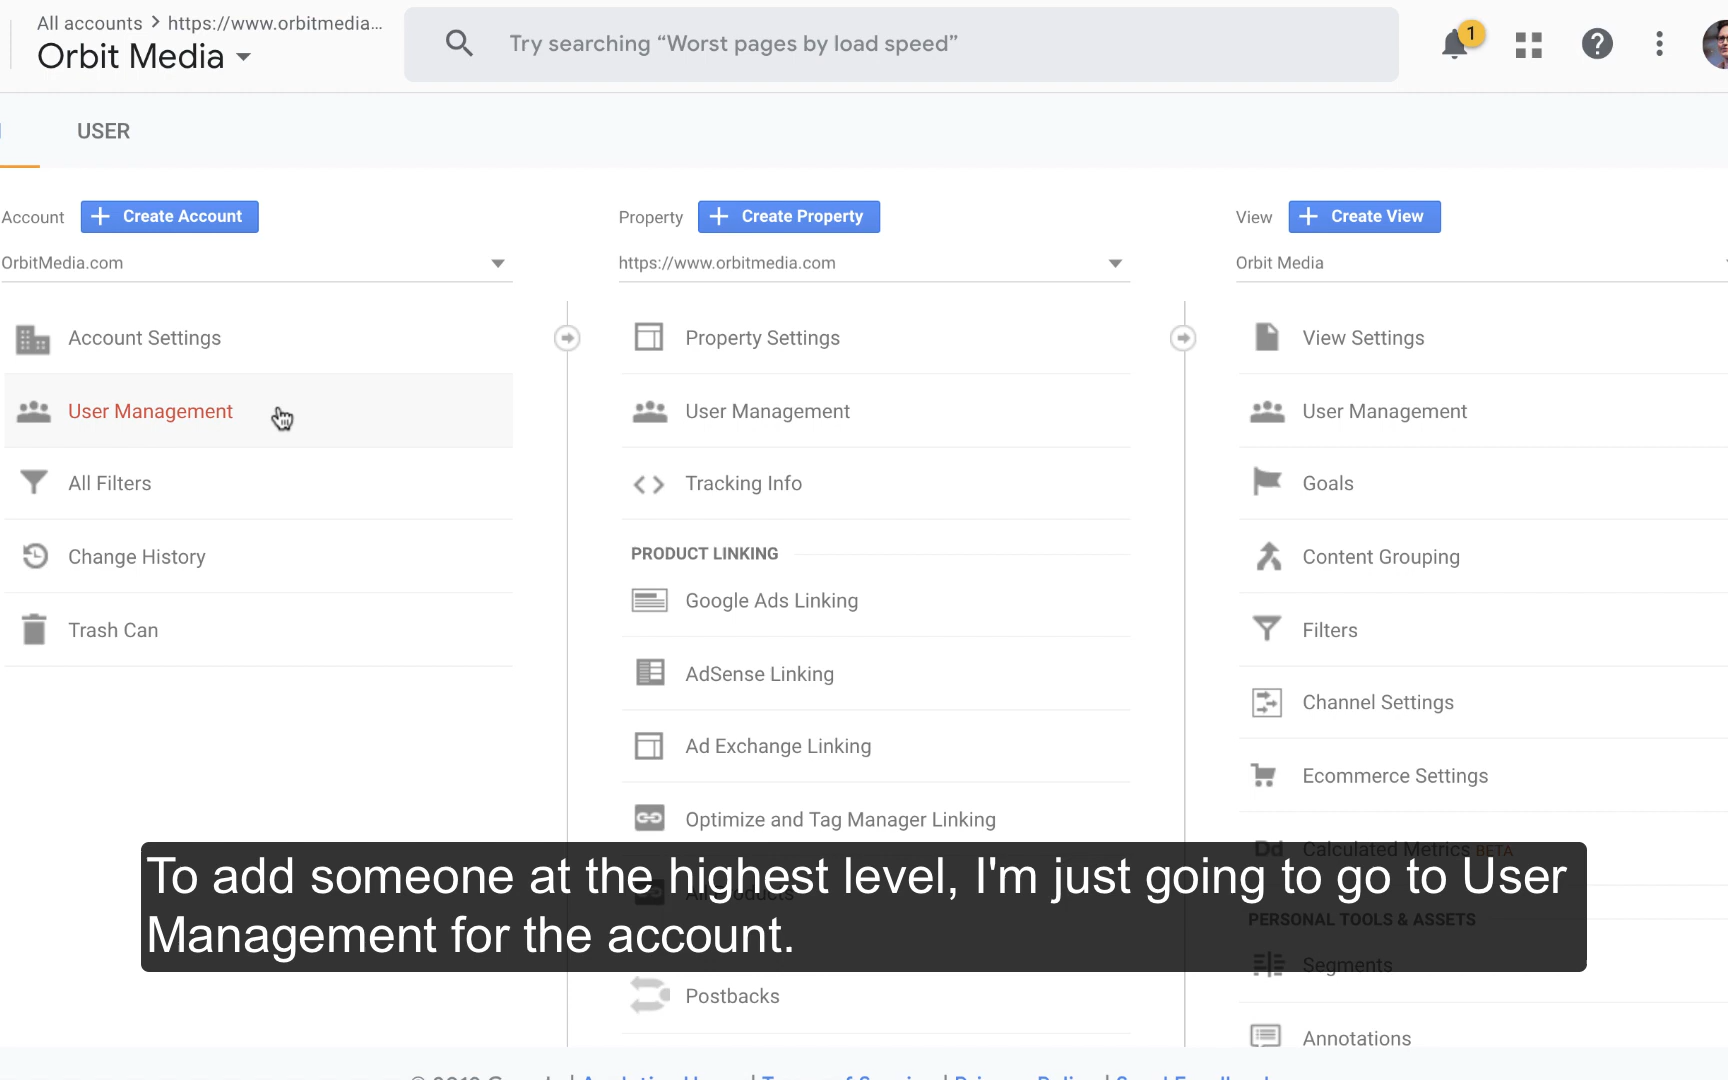 All accounts > https://www.orbitmedia...
Orbit Media
Try searching “Worst pages by load speed”
1
USER
Account
Create Account
Property
Create Property
View
Create View
OrbitMedia.com
https://www.orbitmedia.com
Orbit Media
Account Settings
Property Settings
View Settings
User Management
User Management
User Management
All Filters
Tracking Info
Goals
Change History
PRODUCT LINKING
Content Grouping
Google Ads Linking
Trash Can
Filters
AdSense Linking
Channel Settings
Ad Exchange Linking
Ecommerce Settings
Optimize and Tag Manager Linking
Dd Calculated Metrics BETA
To add someone at the highest level, I'm just going to go to User
Management for the account.
All Products
PERSONAL TOOLS & ASSETS
Segments
Postbacks
Annotations